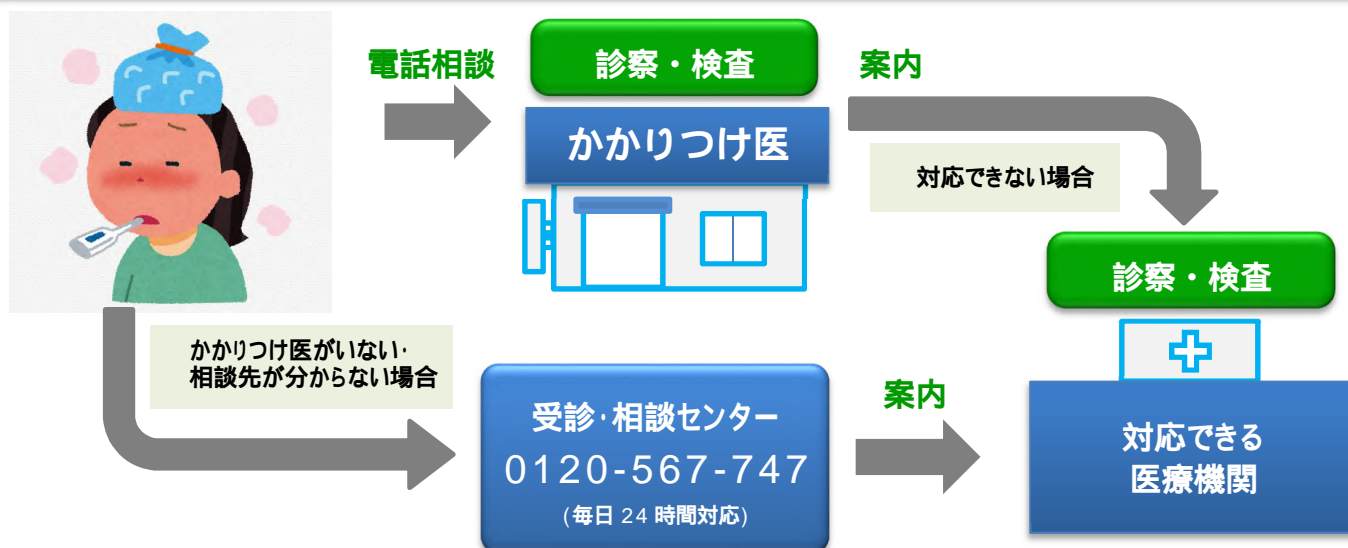 電話相談
診察・検査
かかりつけ医
案内
対応できない場合
診察・検査
かかりつけ医がいない・
相談先が分からない場合
受診・相談センター
0120-567-747
(毎日 24 時間対応)
案内
対応できる
医療機関